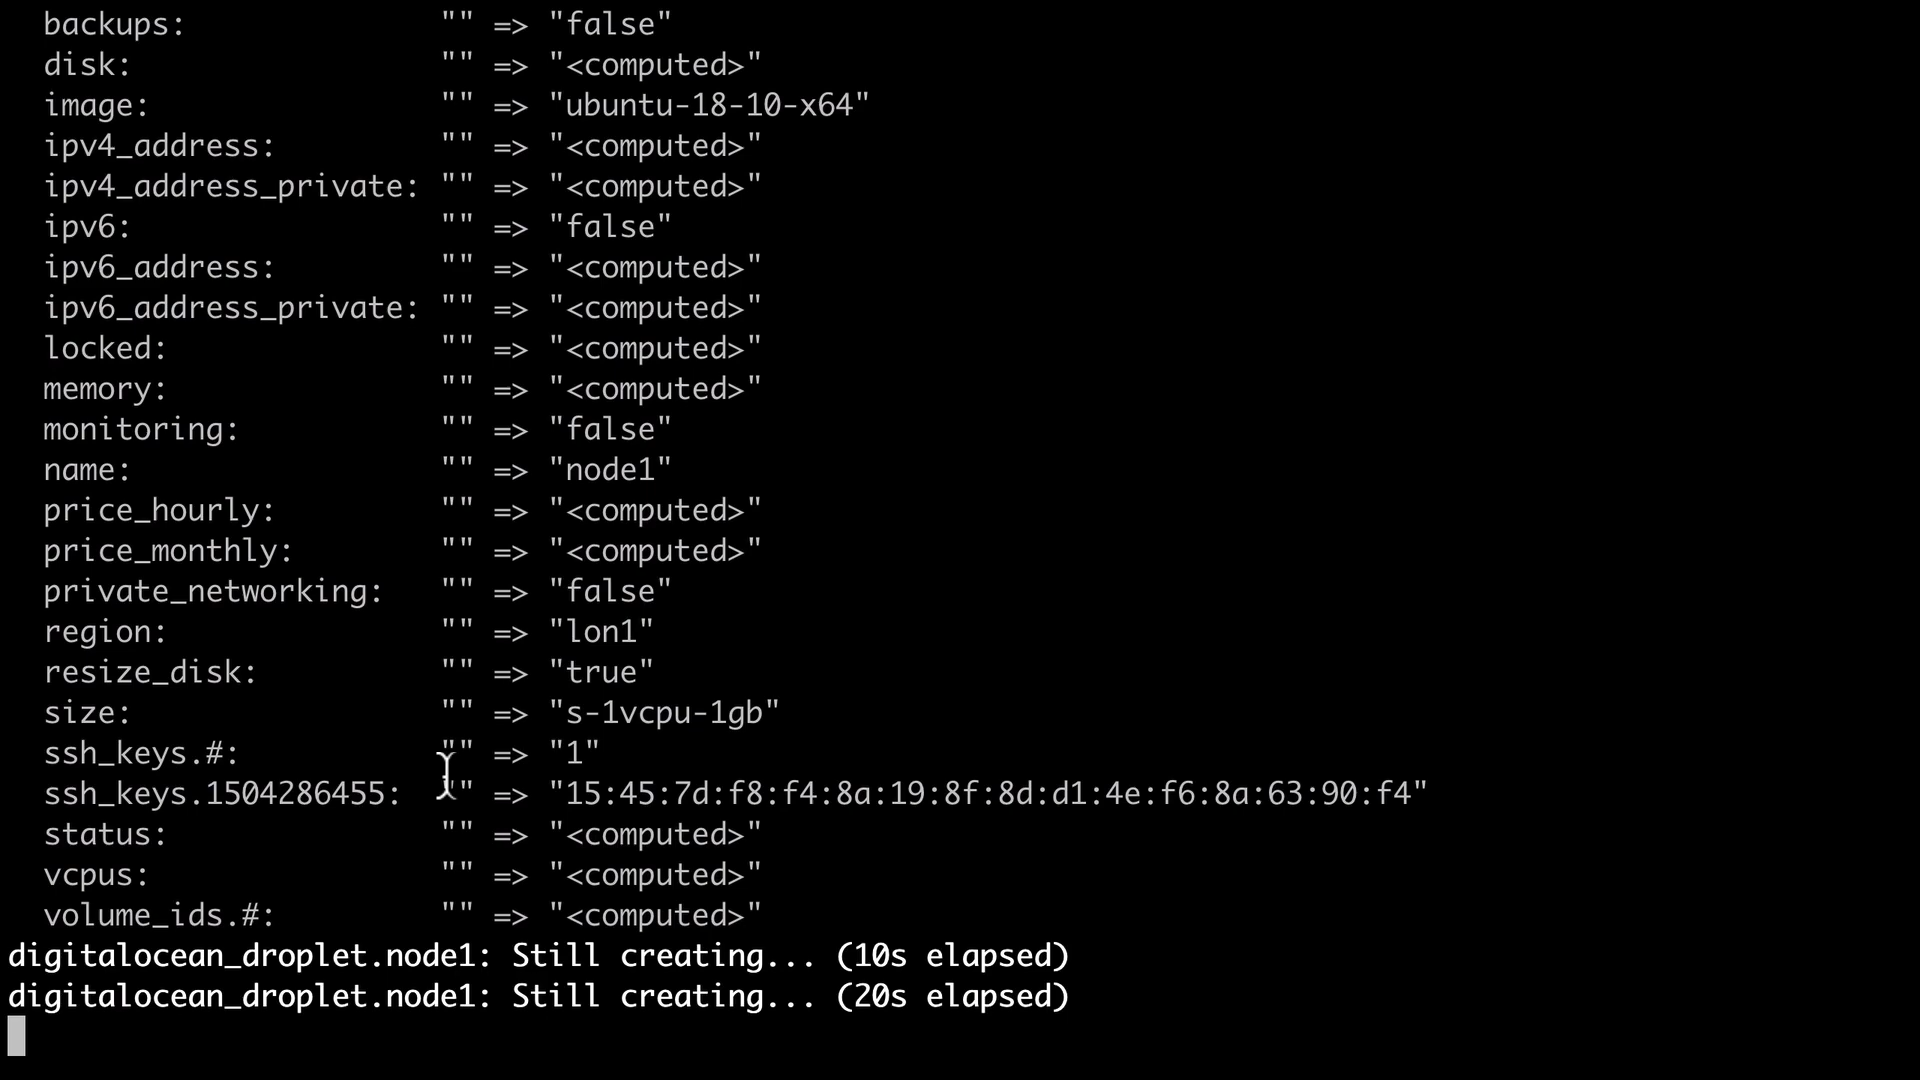 backups: "" => "false"
disk: "" => "<computed>"
image: "" => "ubuntu-18-10-x64"
ipv4_address: "" => "<computed>"
ipv4_address_private: "" => "<computed>"
ipv6: "" => "false"
ipv6_address: "" => "<computed>"
ipv6_address_private: "" => "<computed>"
locked: "" => "<computed>"
memory: "" => "<computed>"
monitoring: "" => "false"
name: "" => "node1"
price_hourly: "" => "<computed>"
price_monthly: "" => "<computed>"
private_networking: "" => "false"
region: "" => "lon1"
resize_disk: "" => "true"
size: "" => "s-1vcpu-1gb"
ssh_keys.#: "" => "1"
ssh_keys.1504286455: "" => "15:45:7d:f8:f4:8a:19:8f:8d:d1:4e:f6:8a:63:90:f4"
status: "" => "<computed>"
vcpus: "" => "<computed>"
volume_ids.#: "" => "<computed>"
digitalocean_droplet.node1: Still creating... (10s elapsed)
digitalocean_droplet.node1: Still creating... (20s elapsed)